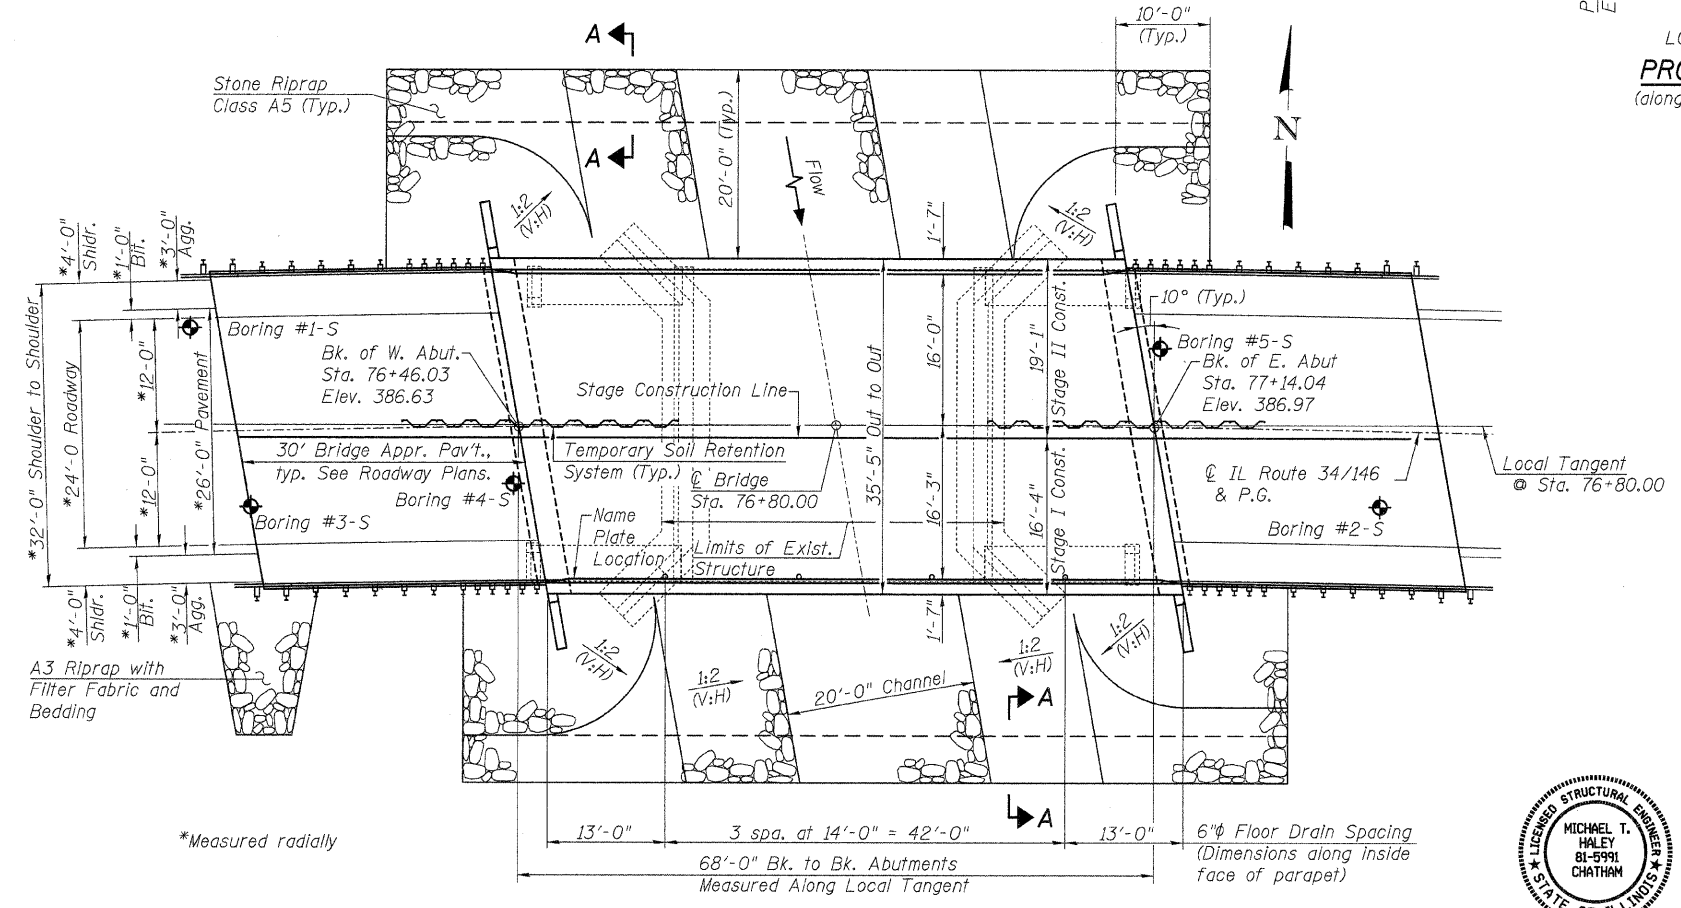 A
10'-0"
(Typ.)
Stone Riprap
Class A5 (Typ.)
A
20'-0" (Typ.)
Flow
N
PRO
(along
1:2
(V:H)
1:2
(V:H)
*4'-0"
Shldr.
*1'-0"
Bit.
*3'-0"
Agg.
1'-7"
10° (Typ.)
Boring #1-S
Boring #5-S
Bk. of W. Abut.
Sta. 76+46.03
Elev. 386.63
Bk. of E. Abut
Sta. 77+14.04
Elev. 386.97
*32'-0" Shoulder to Shoulder
*24'-0 Roadway
*12'-0"
*12'-0"
*26'-0" Pavement
Stage Construction Line
16'-0"
19'-1"
Stage II Const.
35'-5" Out to Out
16'-3"
16'-4"
Stage I Const.
30' Bridge Appr. Pav't.,
typ. See Roadway Plans.
Temporary Soil Retention
System (Typ.)
℄ Bridge
Sta. 76+80.00
℄ IL Route 34/146
& P.G.
Local Tangent
@ Sta. 76+80.00
Boring #4-S
Boring #3-S
Boring #2-S
Name
Plate
Location
Limits of Exist.
Structure
*4'-0"
Shldr.
*1'-0"
Bit.
*3'-0"
Agg.
1'-7"
A3 Riprap with
Filter Fabric and
Bedding
1:2
(V:H)
1:2
(V:H)
20'-0" Channel
1:2
(V:H)
1:2
(V:H)
A
A
*Measured radially
13'-0"
3 spa. at 14'-0" = 42'-0"
13'-0"
6"φ Floor Drain Spacing
(Dimensions along inside
face of parapet)
68'-0" Bk. to Bk. Abutments
Measured Along Local Tangent
LICENSED STRUCTURAL ENGINEER
MICHAEL T.
HALEY
81-5991
CHATHAM